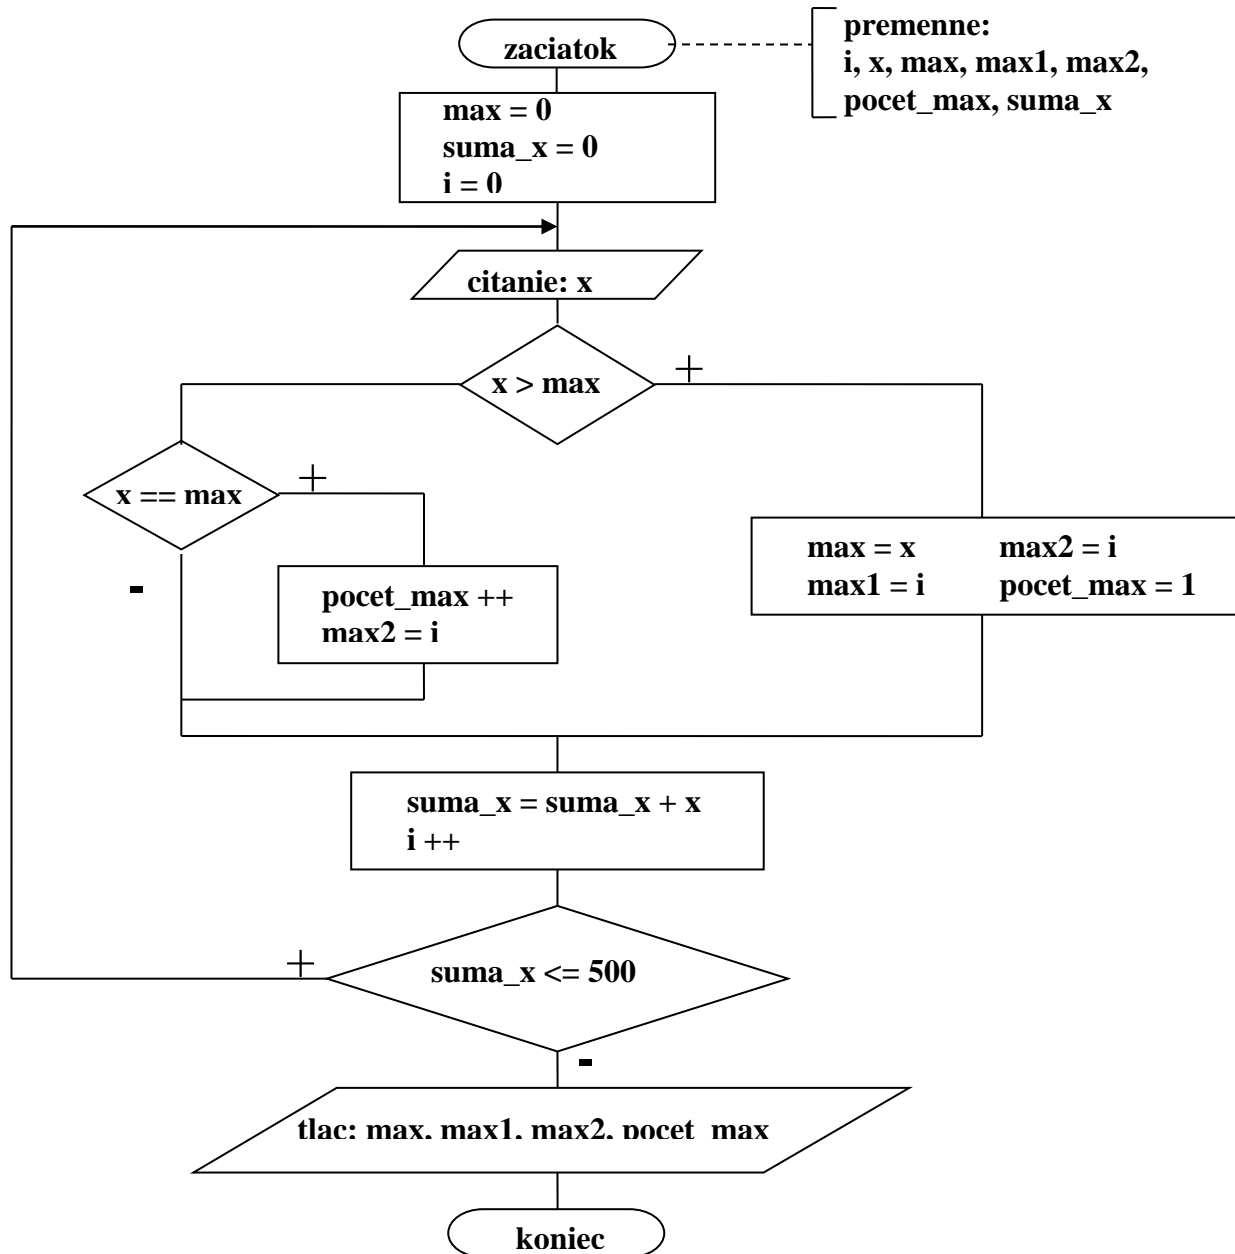 zaciatok
premenne:
i, x, max, max1, max2,
pocet_max, suma_x
max = 0
suma_x = 0
i = 0
citanie: x
x > max
+
x == max
+
-
pocet_max ++
max2 = i
max = x max2 = i
max1 = i pocet_max = 1
suma_x = suma_x + x
i ++
+
suma_x <= 500
-
tlac: max, max1, max2, pocet_max
koniec